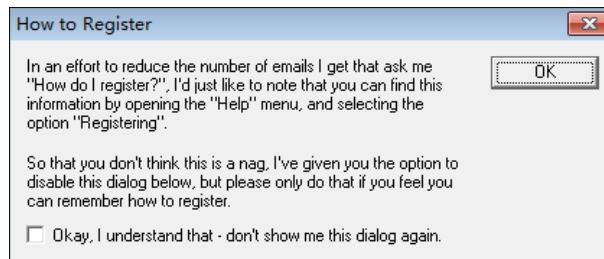 How to Register
In an effort to reduce the number of emails I get that ask me
"How do I register?", I'd just like to note that you can find this
information by opening the "Help" menu, and selecting the
option "Registering".
OK
So that you don't think this is a nag, I've given you the option to
disable this dialog below, but please only do that if you feel you
can remember how to register.
Okay, I understand that - don't show me this dialog again.